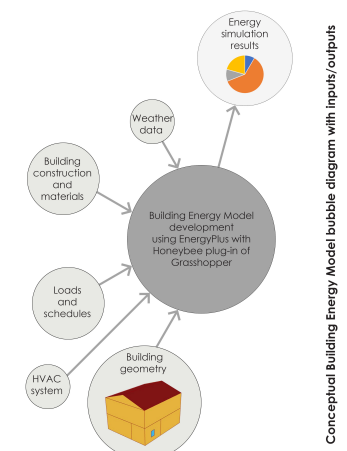 Energy
simulation
results
Weather
data
Building
construction
and
materials
Building Energy Model
development
using EnergyPlus with
Honeybee plug-in of
Grasshopper
Loads
and
schedules
HVAC
system
Building
geometry
Conceptual Building Energy Model bubble diagram with inputs/outputs